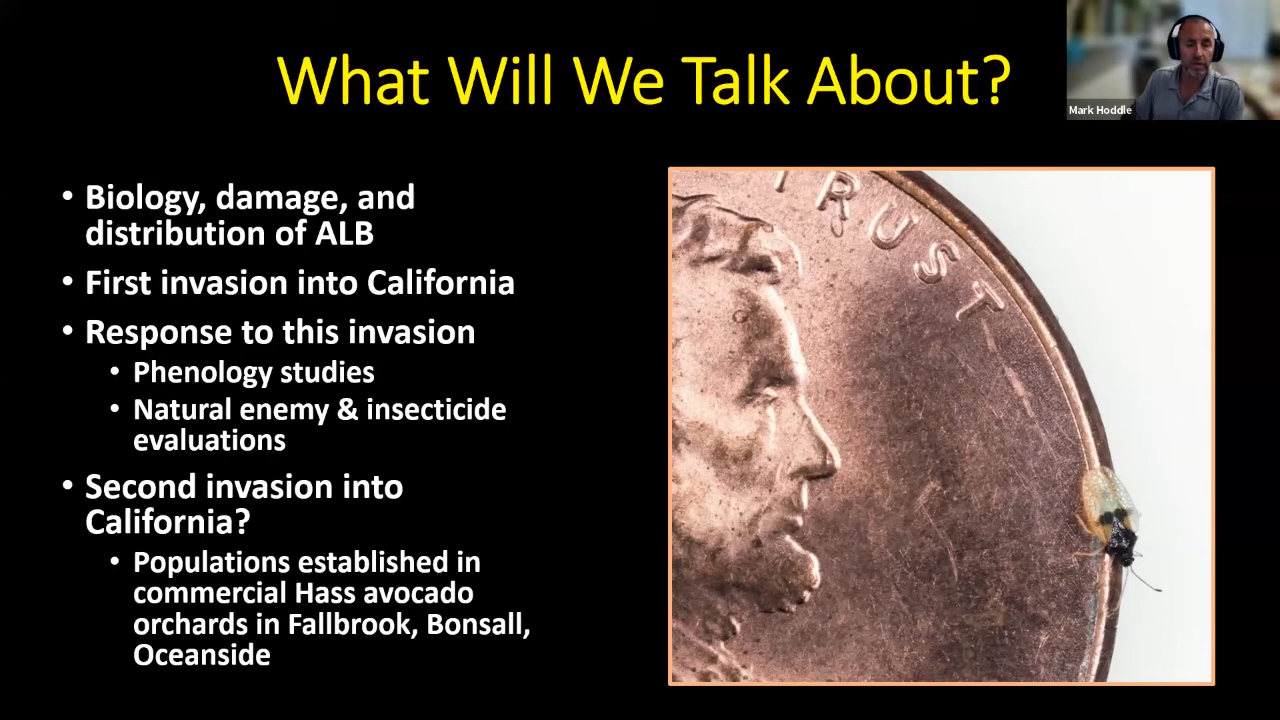 What Will We Talk About?
Mark Hoddle
• Biology, damage, and
distribution of ALB
• First invasion into California
• Response to this invasion
• Phenology studies
• Natural enemy & insecticide
evaluations
• Second invasion into
California?
• Populations established in
commercial Hass avocado
orchards in Fallbrook, Bonsall,
Oceanside
RUST